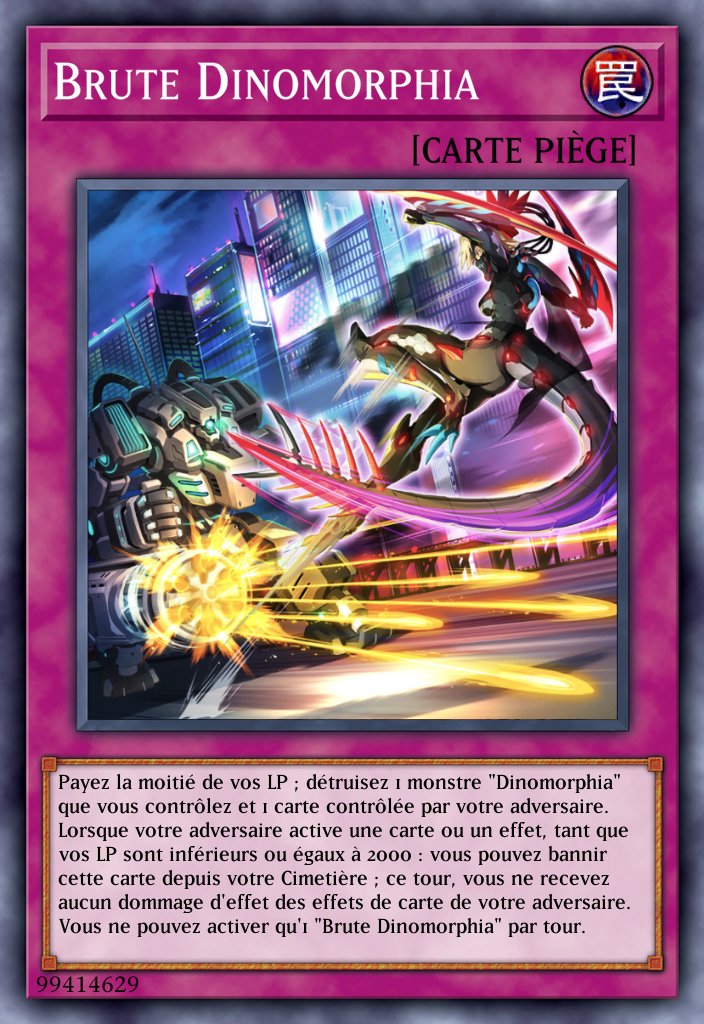 Brute Dinomorphia
罠
[CARTE PIÈGE]
Payez la moitié de vos LP ; détruisez 1 monstre "Dinomorphia"
que vous contrôlez et 1 carte contrôlée par votre adversaire.
Lorsque votre adversaire active une carte ou un effet, tant que
vos LP sont inférieurs ou égaux à 2000 : vous pouvez bannir
cette carte depuis votre Cimetière ; ce tour, vous ne recevez
aucun dommage d'effet des effets de carte de votre adversaire.
Vous ne pouvez activer qu'1 "Brute Dinomorphia" par tour.
99414629